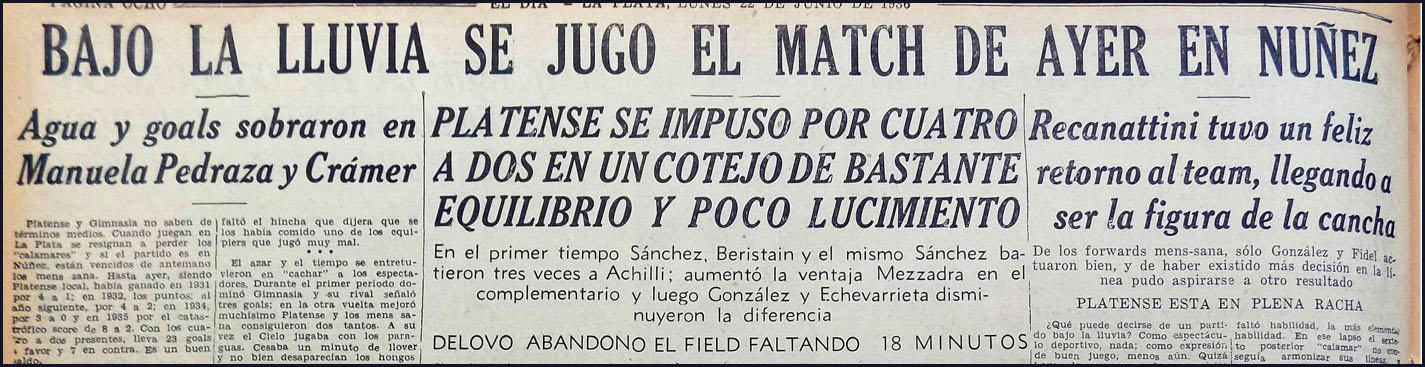 PAGINA OCHO
EL DIA - LA PLATA, LUNES 22 DE JUNIO DE 1936
BAJO LA LLUVIA SE JUGO EL MATCH DE AYER EN NUÑEZ
Agua y goals sobraron en
Manuela Pedraza y Crámer
Platense y Gimnasia no saben de
términos medios. Cuando juegan en
La Plata se resignan a perder los
"calamares" y si el partido es en
Núñez, están vencidos de antemano
los mens sana. Hasta ayer, siendo
Platense local, había ganado en 1931
por 4 a 1; en 1932, los puntos; al
año siguiente, por 4 a 2; en 1934,
por 3 a 0 y en 1935 por el catas-
trófico score de 8 a 2. Con los cua-
tro a dos presentes, lleva 23 goals
a favor y 7 en contra. Es un buen
saldo.
faltó el hincha que dijera que se
los había comido uno de los equi-
piers que jugó muy mal.
• • •
El azar y el tiempo se entretu-
vieron en "cachar" a los especta-
dores. Durante el primer período do-
minó Gimnasia y su rival señaló
tres goals; en la otra vuelta mejoró
muchísimo Platense y los mens sa-
na consiguieron dos tantos. A su
vez el Cielo jugaba con los para-
guas. Cesaba un minuto de llover
y no bien desaparecían los hongos
PLATENSE SE IMPUSO POR CUATRO
A DOS EN UN COTEJO DE BASTANTE
EQUILIBRIO Y POCO LUCIMIENTO
En el primer tiempo Sánchez, Beristain y el mismo Sánchez ba-
tieron tres veces a Achilli; aumentó la ventaja Mezzadra en el
complementario y luego González y Echevarrieta dismi-
nuyeron la diferencia
DELOVO ABANDONO EL FIELD FALTANDO 18 MINUTOS
Recanattini tuvo un feliz
retorno al team, llegando a
ser la figura de la cancha
De los forwards mens-sana, sólo González y Fidel ac-
tuaron bien, y de haber existido más decisión en la lí-
nea pudo aspirarse a otro resultado
PLATENSE ESTA EN PLENA RACHA
¿Qué puede decirse de un parti-
do bajo la lluvia? Como espectácu-
lo deportivo, nada; como expresión
de buen juego, menos aún. Quizá
faltó habilidad, la más elemental
habilidad. En ese lapso el sexte-
to posterior "calamar" no con-
seguía armonizar sus líneas y